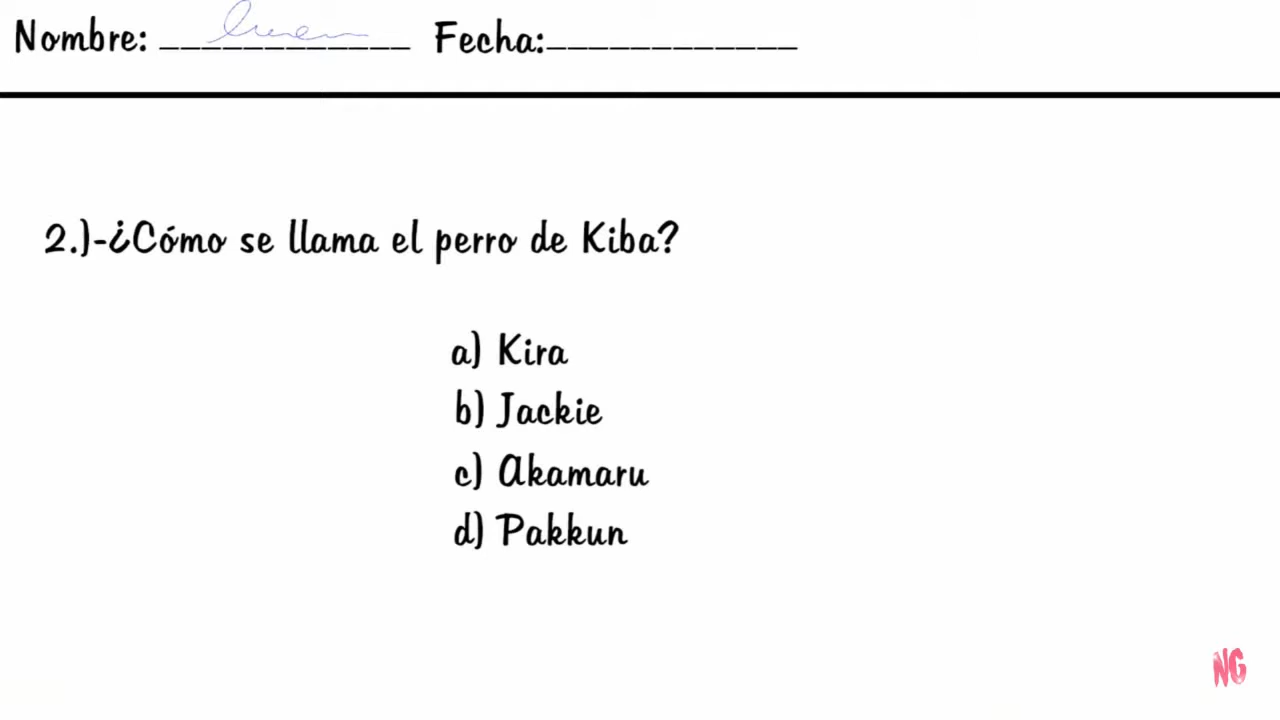 Nombre: ____________ Fecha:____________
2.)-¿Cómo se llama el perro de Kiba?
a) Kira
b) Jackie
c) Akamaru
d) Pakkun
NG